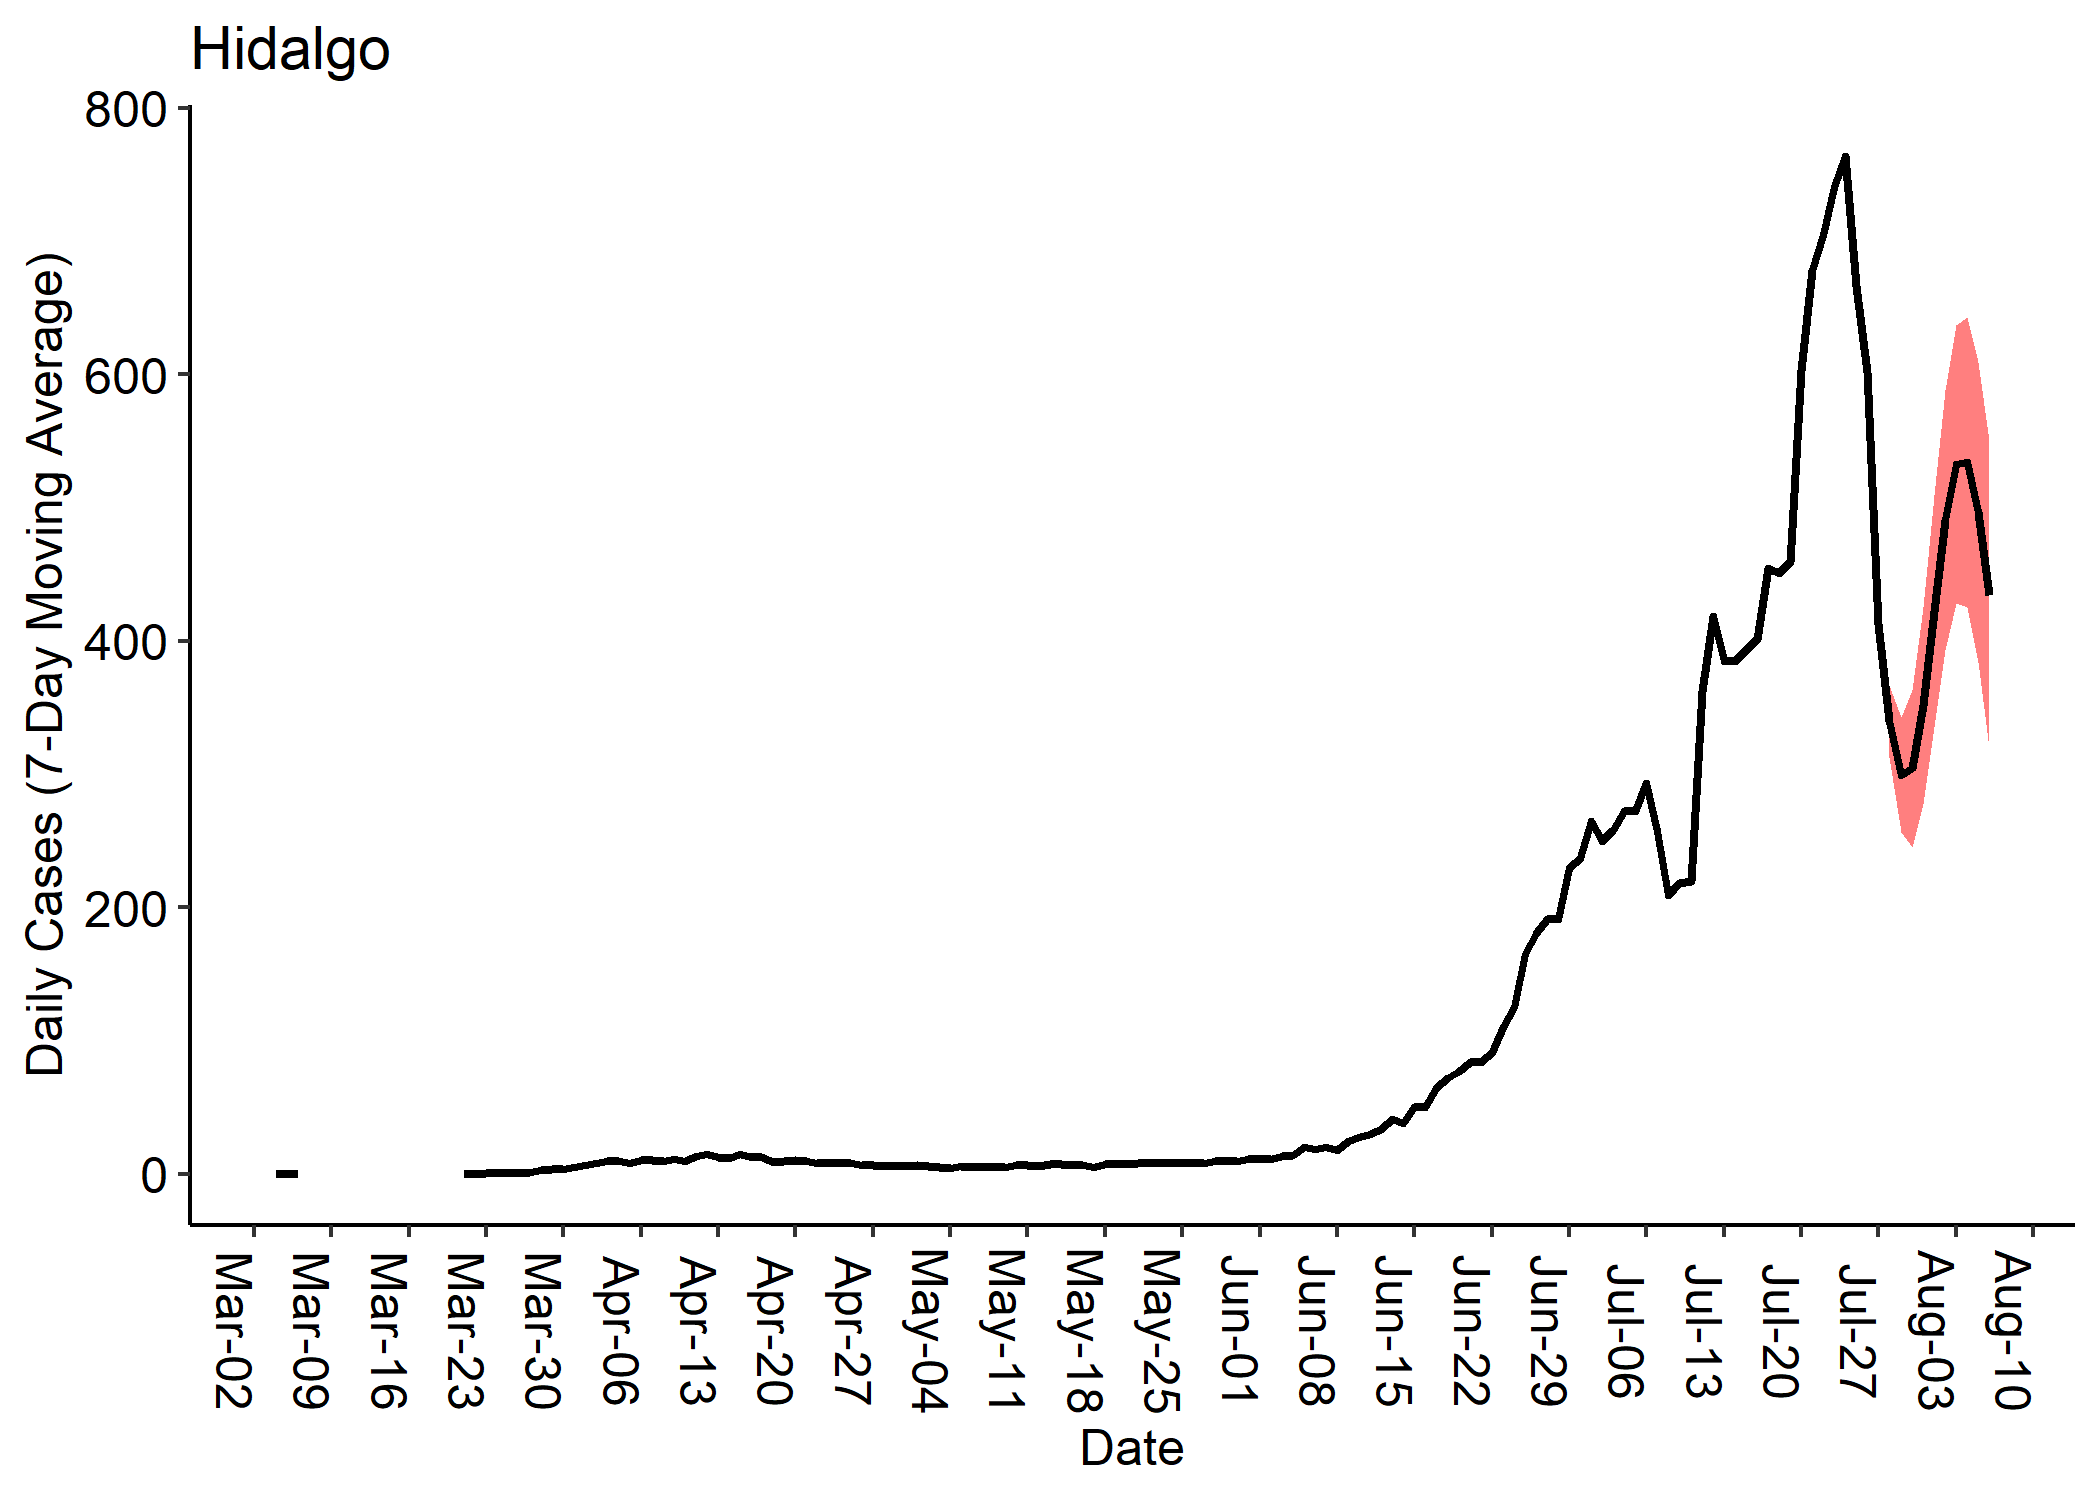 Hidalgo
Daily Cases (7-Day Moving Average)
800
600
400
200
0
Mar-02
Mar-09
Mar-16
Mar-23
Mar-30
Apr-06
Apr-13
Apr-20
Apr-27
May-04
May-11
May-18
May-25
Jun-01
Jun-08
Jun-15
Jun-22
Jun-29
Jul-06
Jul-13
Jul-20
Jul-27
Aug-03
Aug-10
Date